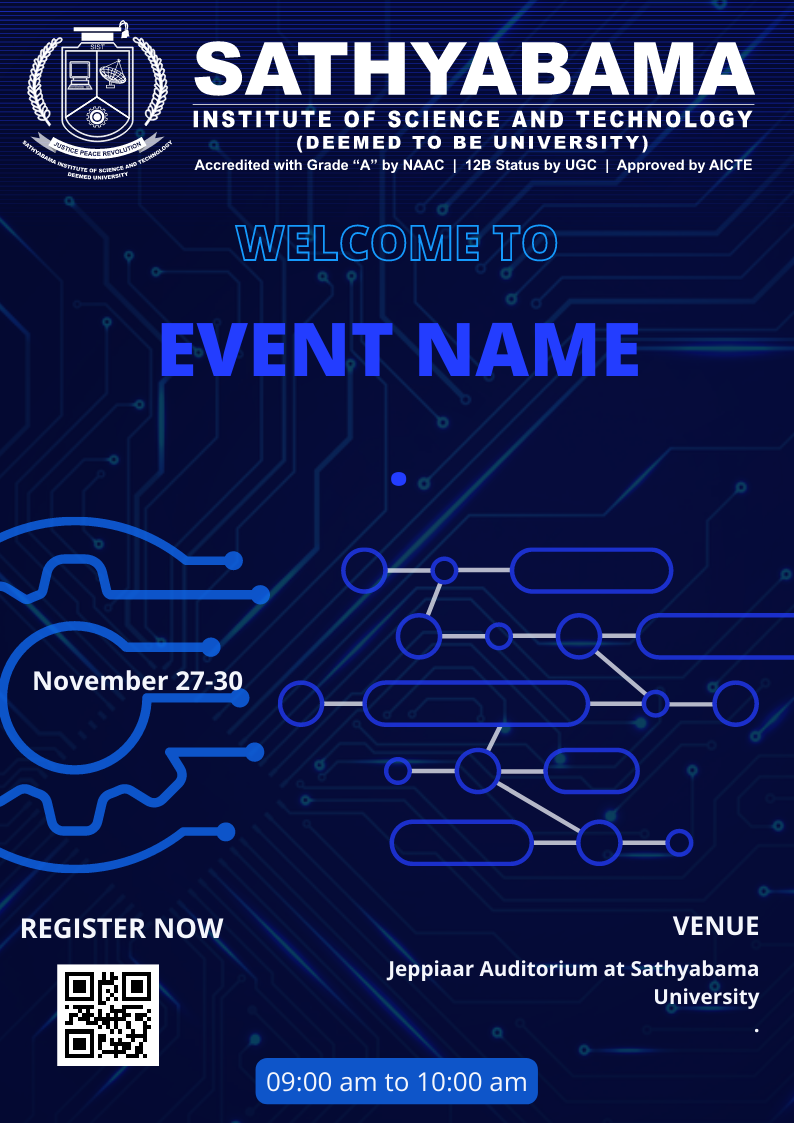 SIST
JUSTICE PEACE REVOLUTION
SATHYABAMA INSTITUTE OF SCIENCE AND TECHNOLOGY
DEEMED UNIVERSITY
SATHYABAMA
INSTITUTE OF SCIENCE AND TECHNOLOGY
(DEEMED TO BE UNIVERSITY)
Accredited with Grade “A” by NAAC | 12B Status by UGC | Approved by AICTE
WELCOME TO
EVENT NAME
.
November 27-30
REGISTER NOW
VENUE
Jeppiaar Auditorium at Sathyabama
University
.
09:00 am to 10:00 am